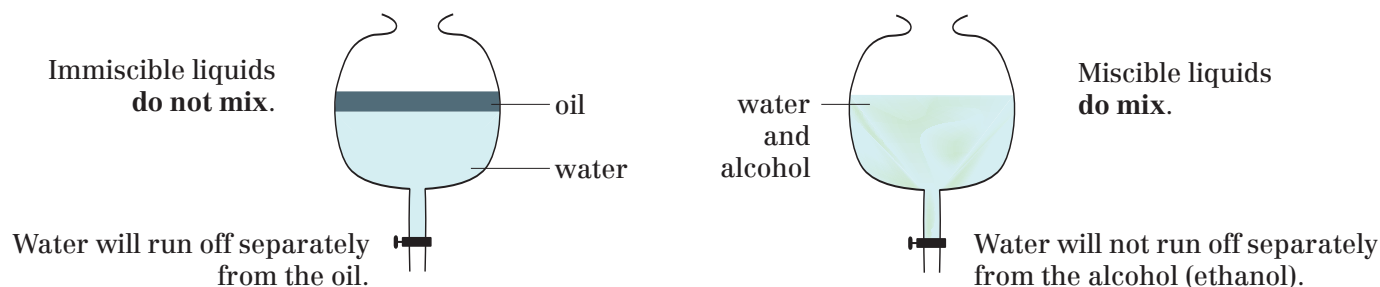 Immiscible liquids
do not mix.
oil
water
Water will run off separately
from the oil.
water
and
alcohol
Miscible liquids
do mix.
Water will not run off separately
from the alcohol (ethanol).